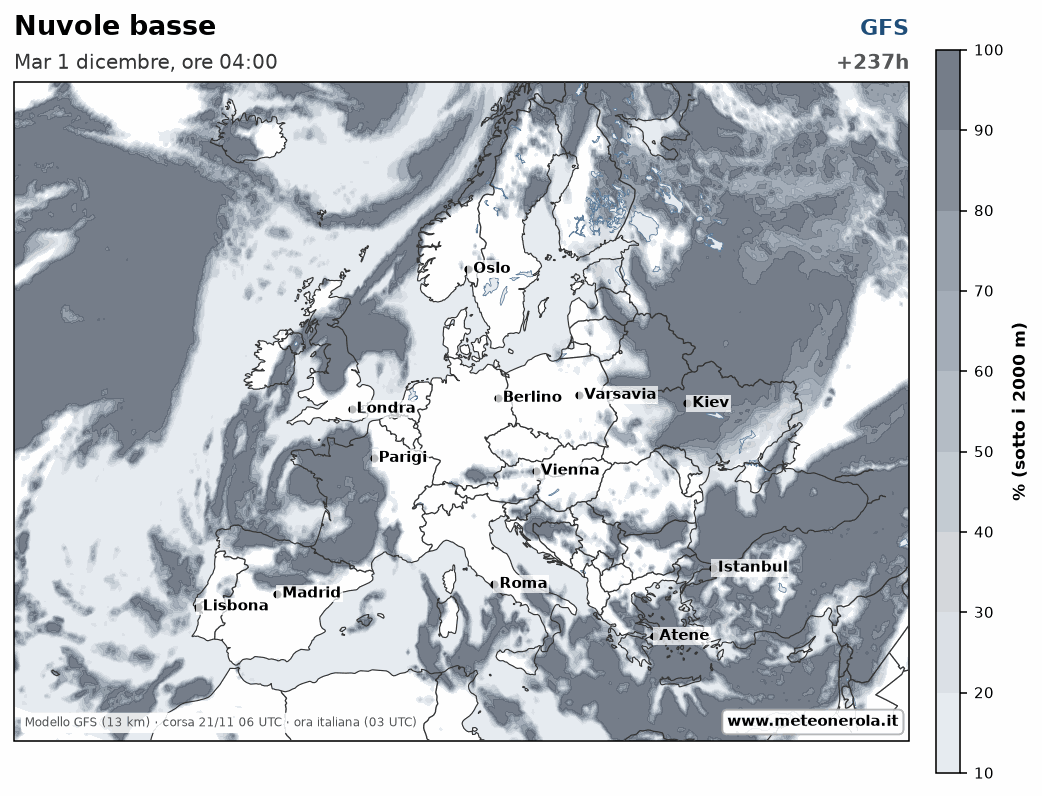 Nuvole basse
GFS
Mar 1 dicembre, ore 04:00
+237h
100
90
80
70
60
50
40
30
20
10
% (sotto i 2000 m)
Oslo
Londra
Berlino
Varsavia
Kiev
Parigi
Vienna
Istanbul
Roma
Madrid
Lisbona
Atene
Modello GFS (13 km) · corsa 21/11 06 UTC · ora italiana (03 UTC)
www.meteonerola.it